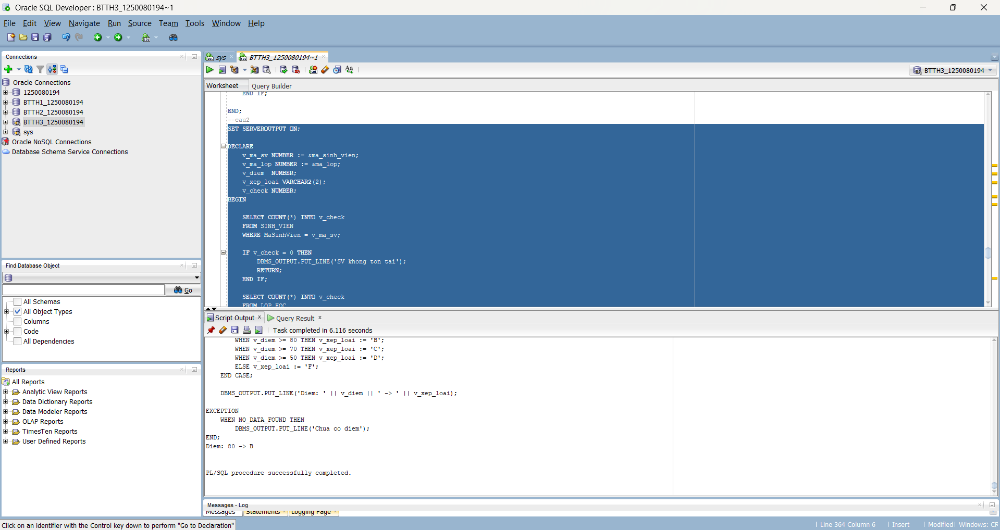 Oracle SQL Developer : BTTH3_1250080194~1
File Edit View Navigate Run Source Team Tools Window Help
Connections
Oracle Connections
1250080194
BTTH1_1250080194
BTTH2_1250080194
BTTH3_1250080194
sys
Oracle NoSQL Connections
Database Schema Service Connections
Find Database Object
Go
All Schemas
All Object Types
Columns
Code
All Dependencies
Reports
All Reports
Analytic View Reports
Data Dictionary Reports
Data Modeler Reports
OLAP Reports
TimesTen Reports
User Defined Reports
sys BTTH3_1250080194~1
BTTH3_1250080194
Worksheet Query Builder
END IF;
END;
--cau2
SET SERVEROUTPUT ON;
DECLARE
v_ma_sv NUMBER := &ma_sinh_vien;
v_ma_lop NUMBER := &ma_lop;
v_diem  NUMBER;
v_xep_loai VARCHAR2(2);
v_check NUMBER;
BEGIN
SELECT COUNT(*) INTO v_check
FROM SINH_VIEN
WHERE MaSinhVien = v_ma_sv;
IF v_check = 0 THEN
DBMS_OUTPUT.PUT_LINE('SV khong ton tai');
RETURN;
END IF;
SELECT COUNT(*) INTO v_check
FROM LOP_HOC
Script Output Query Result
Task completed in 6.116 seconds
WHEN v_diem >= 80 THEN v_xep_loai := 'B';
WHEN v_diem >= 70 THEN v_xep_loai := 'C';
WHEN v_diem >= 50 THEN v_xep_loai := 'D';
ELSE v_xep_loai := 'F';
END CASE;
DBMS_OUTPUT.PUT_LINE('Diem: ' || v_diem || ' -> ' || v_xep_loai);
EXCEPTION
WHEN NO_DATA_FOUND THEN
DBMS_OUTPUT.PUT_LINE('Chua co diem');
END;
Diem: 80 -> B
PL/SQL procedure successfully completed.
Messages - Log
Messages Statements Logging Page
Click on an identifier with the Control key down to perform "Go to Declaration"
Line 364 Column 6 Insert Modified Windows: CR